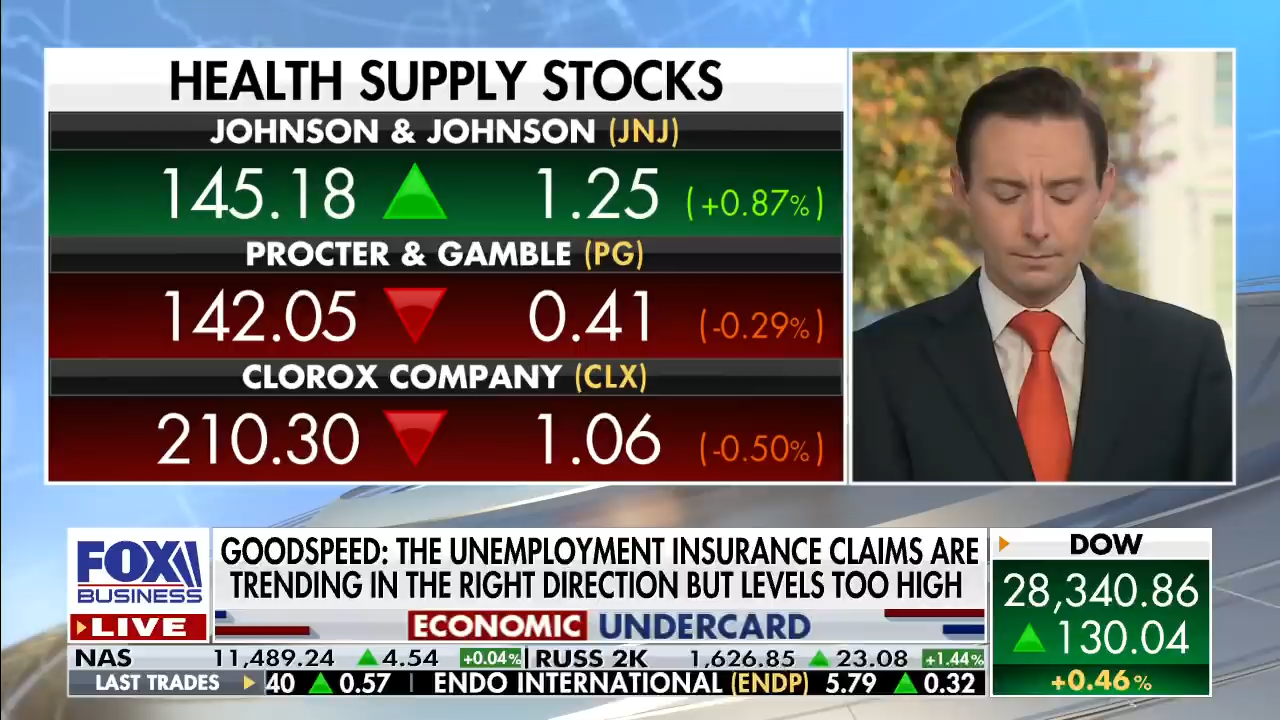 HEALTH SUPPLY STOCKS
JOHNSON & JOHNSON (JNJ)
145.18 ▲ 1.25 (+0.87%)
PROCTER & GAMBLE (PG)
142.05 ▼ 0.41 (-0.29%)
CLOROX COMPANY (CLX)
210.30 ▼ 1.06 (-0.50%)
FOX
BUSINESS
LIVE
GOODSPEED: THE UNEMPLOYMENT INSURANCE CLAIMS ARE
TRENDING IN THE RIGHT DIRECTION BUT LEVELS TOO HIGH
ECONOMIC UNDERCARD
DOW
28,340.86
▲ 130.04
+0.46%
NAS 11,489.24 ▲ 4.54 +0.04% RUSS 2K 1,626.85 ▲ 23.08 +1.44%
LAST TRADES 40 ▲ 0.57 | ENDO INTERNATIONAL (ENDP) 5.79 ▲ 0.32